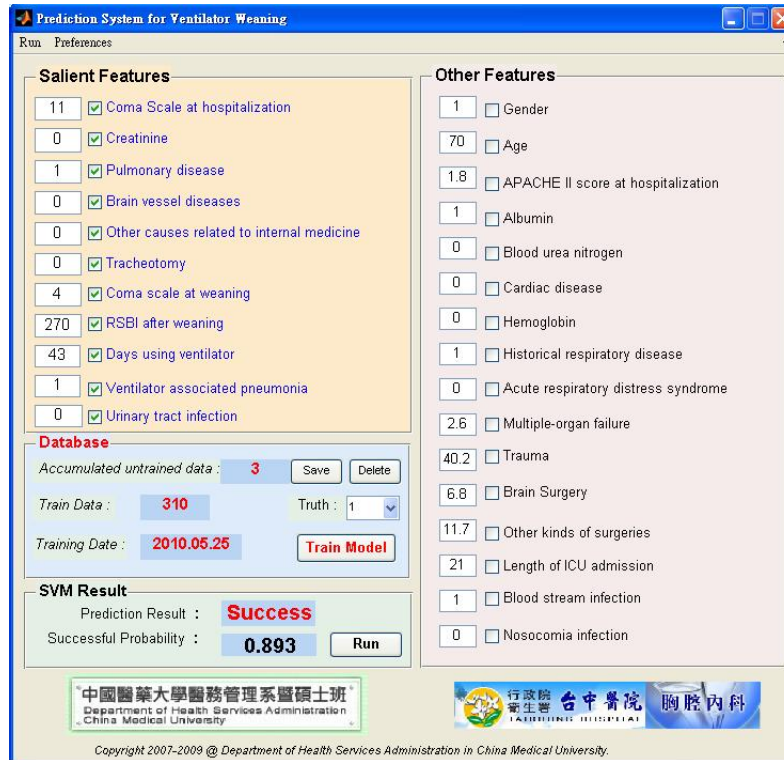 Prediction System for Ventilator Weaning
Run Preferences
Salient Features
11 Coma Scale at hospitalization
0 Creatinine
1 Pulmonary disease
0 Brain vessel diseases
0 Other causes related to internal medicine
0 Tracheotomy
4 Coma scale at weaning
270 RSBI after weaning
43 Days using ventilator
1 Ventilator associated pneumonia
0 Urinary tract infection
Database
Accumulated untrained data : 3 Save Delete
Train Data : 310 Truth : 1
Training Date : 2010.05.25 Train Model
SVM Result
Prediction Result : Success
Successful Probability : 0.893 Run
Other Features
1 Gender
70 Age
1.8 APACHE II score at hospitalization
1 Albumin
0 Blood urea nitrogen
0 Cardiac disease
0 Hemoglobin
1 Historical respiratory disease
0 Acute respiratory distress syndrome
2.6 Multiple-organ failure
40.2 Trauma
6.8 Brain Surgery
11.7 Other kinds of surgeries
21 Length of ICU admission
1 Blood stream infection
0 Nosocomia infection
中國醫藥大學醫務管理系暨碩士班
Department of Health Services Administration
China Medical University
行政院
衛生署 台中醫院 胸腔內科
TAICHUNG HOSPITAL
Copyright 2007-2009 @ Department of Health Services Administration in China Medical University.